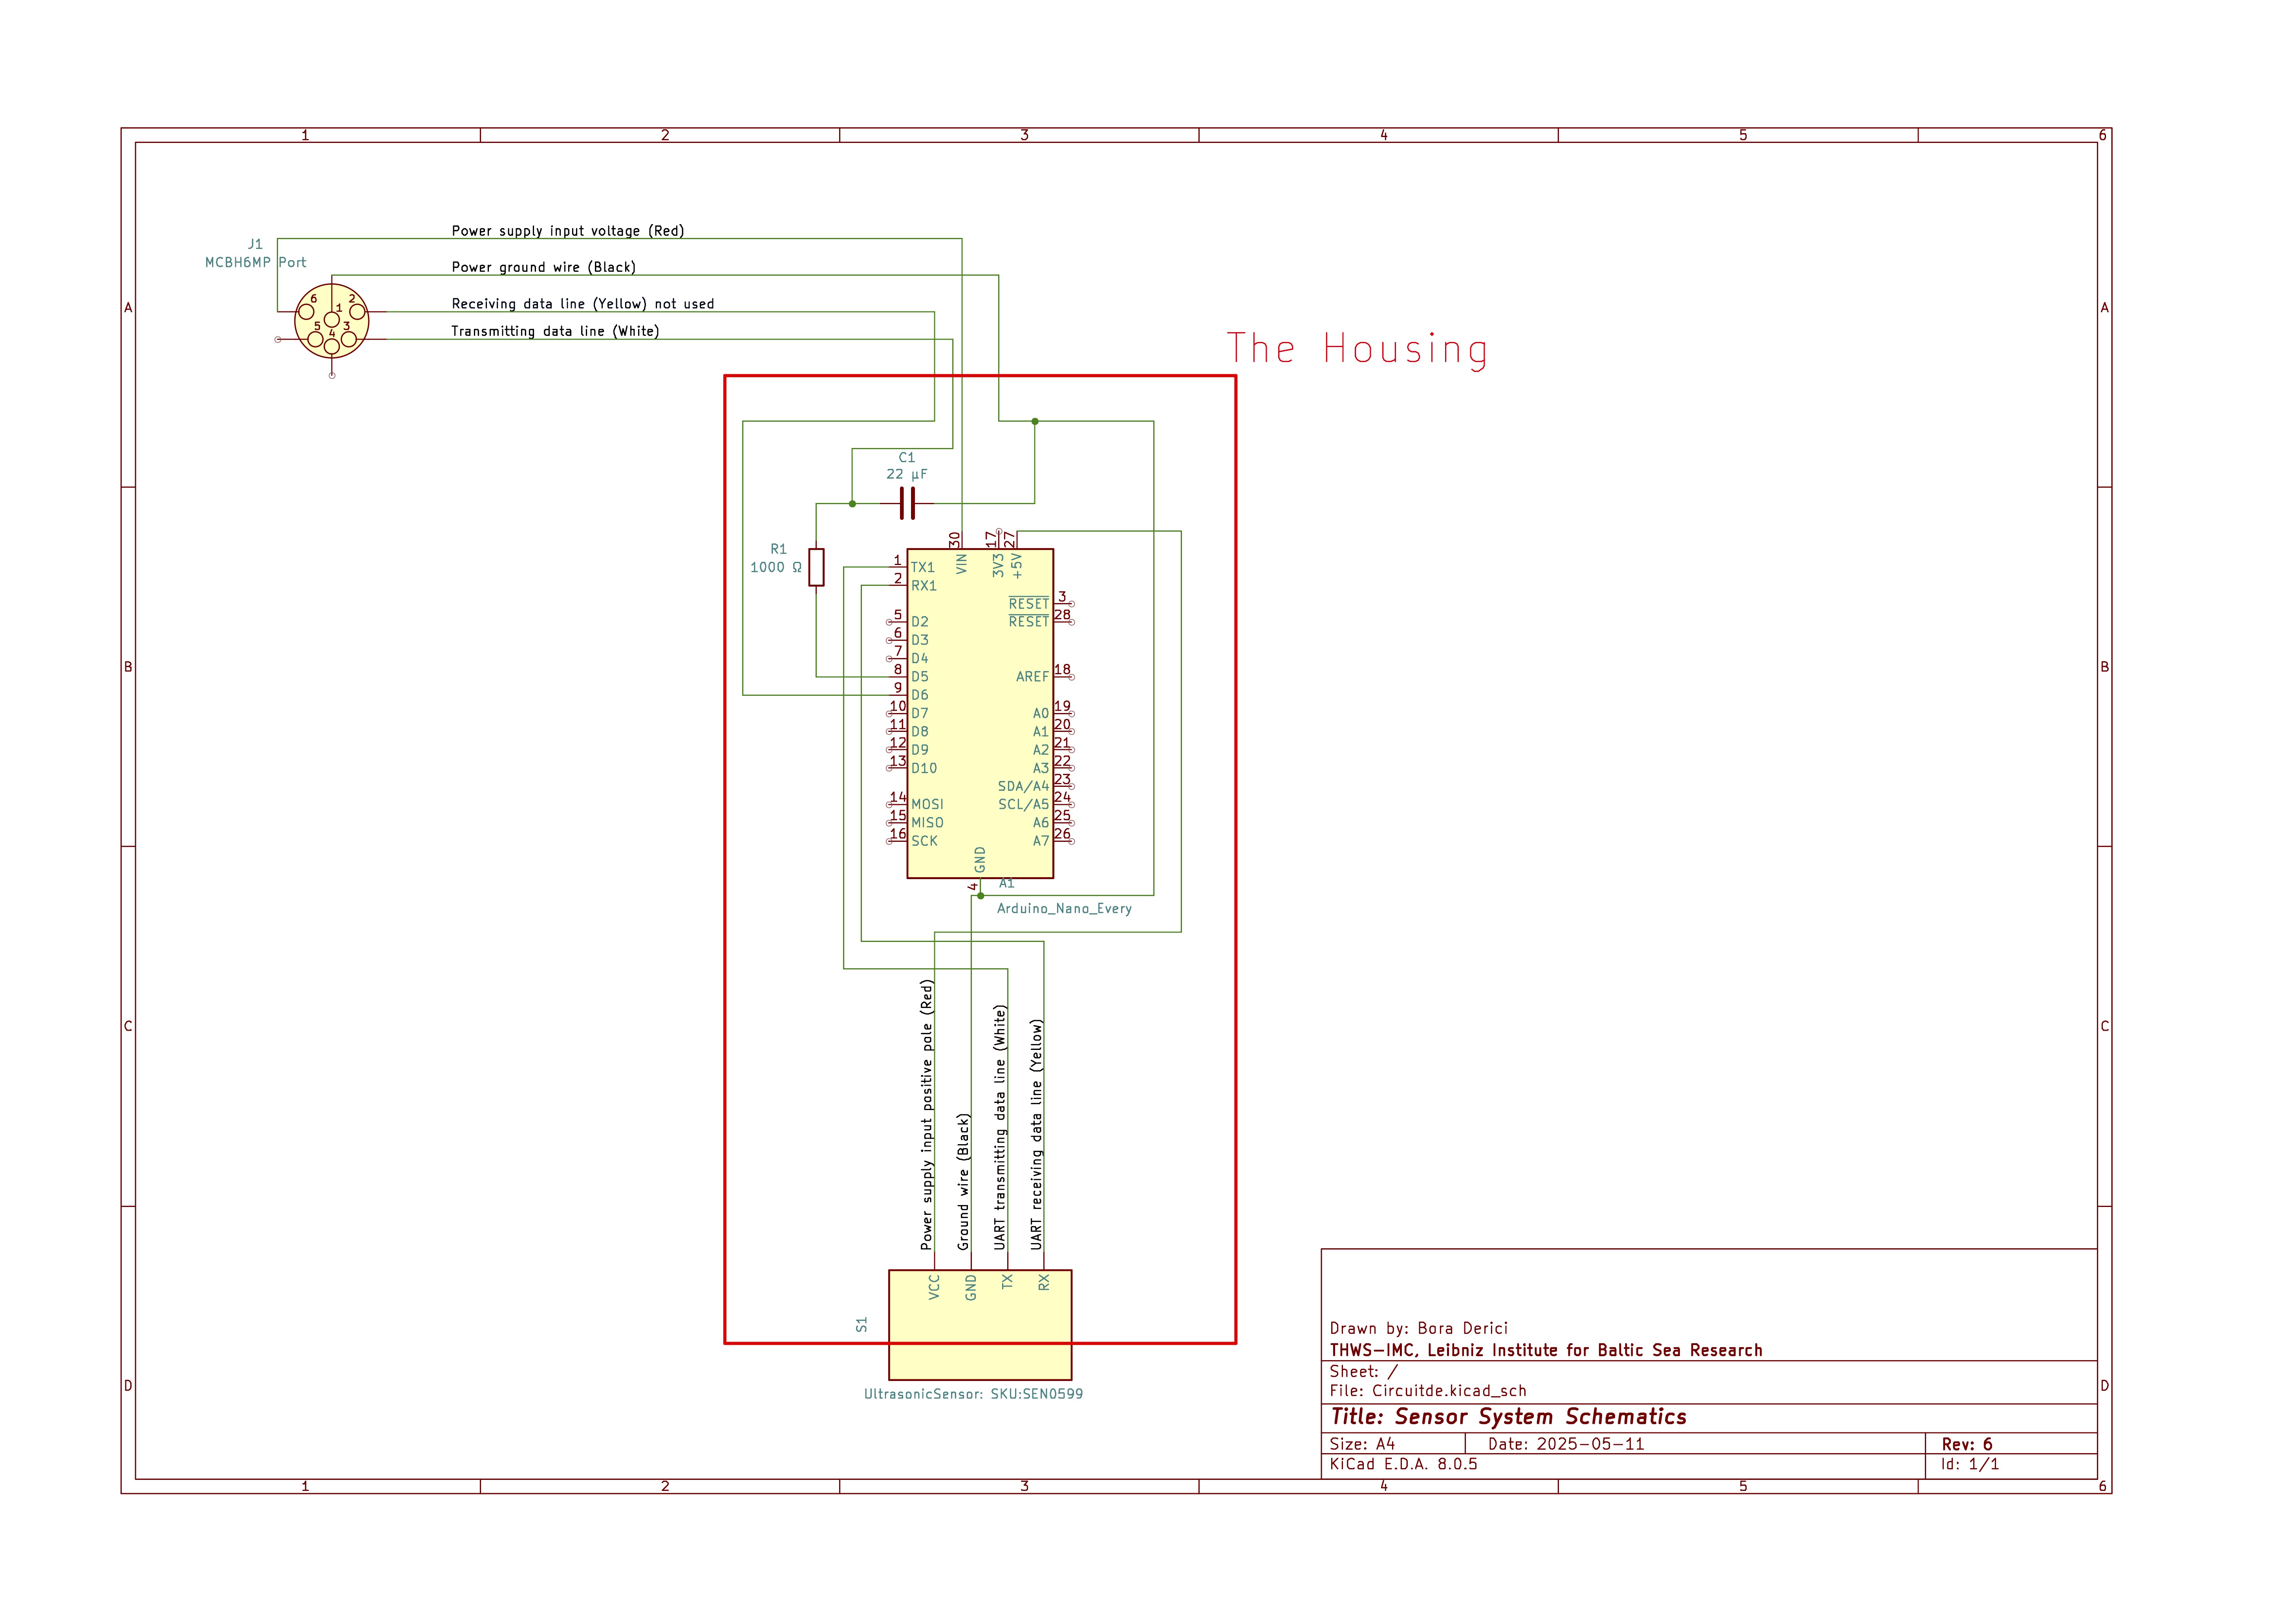 1 2 3 4 5 6
A A
B B
C C
D D
J1
MCBH6MP Port
6 2
1
5 3
4
Power supply input voltage (Red)
Power ground wire (Black)
Receiving data line (Yellow) not used
Transmitting data line (White)
The Housing
C1
22 µF
R1
1000 Ω
30 17 27
VIN 3V3 +5V
1 TX1
2 RX1
5 D2
6 D3
7 D4
8 D5
9 D6
10 D7
11 D8
12 D9
13 D10
14 MOSI
15 MISO
16 SCK
RESET 3
RESET 28
AREF 18
A0 19
A1 20
A2 21
A3 22
SDA/A4 23
SCL/A5 24
A6 25
A7 26
GND
4
A1
Arduino_Nano_Every
Power supply input positive pole (Red)
Ground wire (Black)
UART transmitting data line (White)
UART receiving data line (Yellow)
VCC GND TX RX
S1
UltrasonicSensor: SKU:SEN0599
Drawn by: Bora Derici
THWS-IMC, Leibniz Institute for Baltic Sea Research
Sheet: /
File: Circuitde.kicad_sch
Title: Sensor System Schematics
Size: A4 Date: 2025-05-11 Rev: 6
KiCad E.D.A. 8.0.5 Id: 1/1
1 2 3 4 5 6